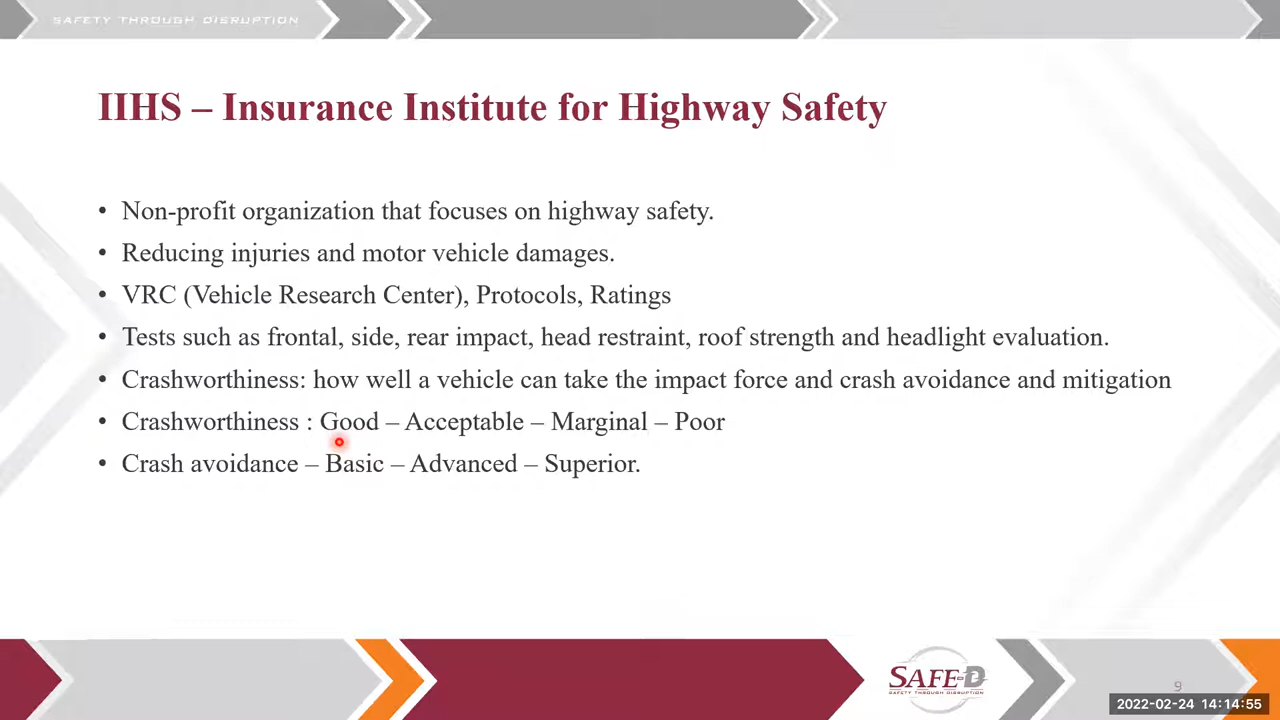 SAFETY THROUGH DISRUPTION
IIHS – Insurance Institute for Highway Safety
• Non-profit organization that focuses on highway safety.
• Reducing injuries and motor vehicle damages.
• VRC (Vehicle Research Center), Protocols, Ratings
• Tests such as frontal, side, rear impact, head restraint, roof strength and headlight evaluation.
• Crashworthiness: how well a vehicle can take the impact force and crash avoidance and mitigation
• Crashworthiness : Good – Acceptable – Marginal – Poor
• Crash avoidance – Basic – Advanced – Superior.
SAFE-D
SAFETY THROUGH DISRUPTION
9
2022-02-24 14:14:55